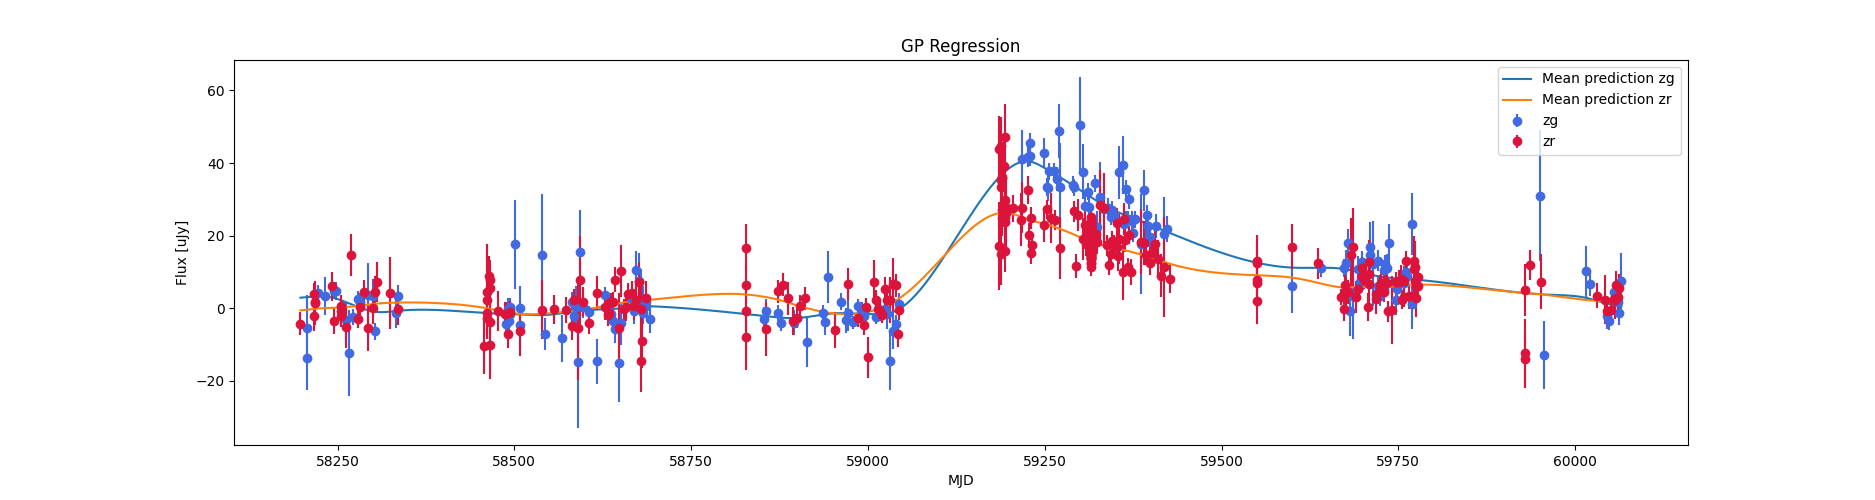 GP Regression
Mean prediction zg
Mean prediction zr
zg
zr
60
40
20
0
−20
Flux [uJy]
58250 58500 58750 59000 59250 59500 59750 60000
MJD